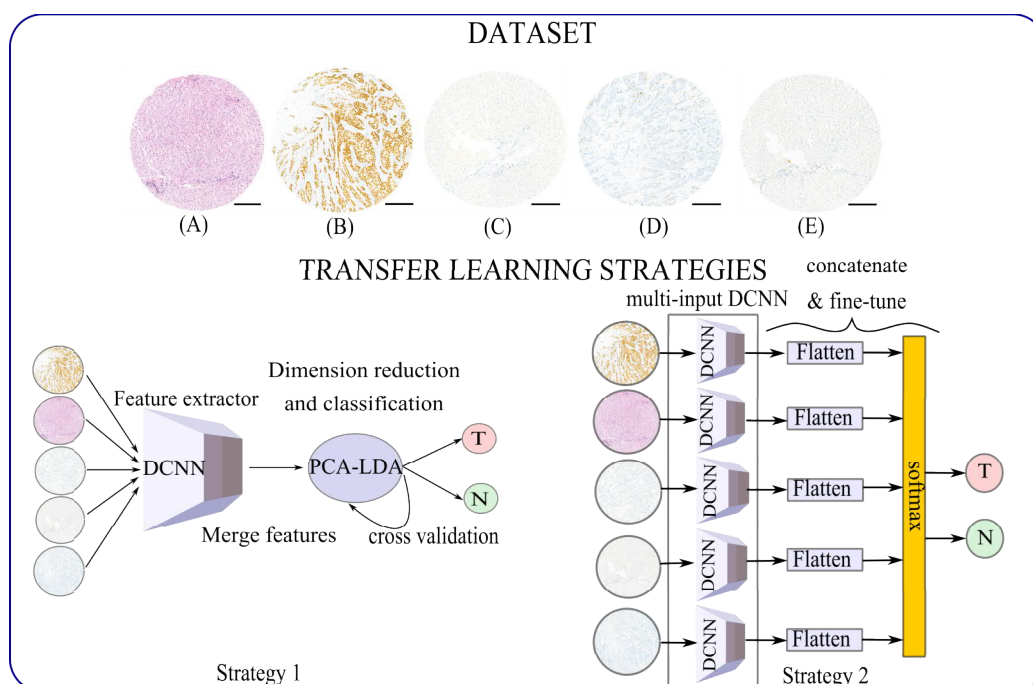 DATASET
(A)
(B)
(C)
(D)
(E)
TRANSFER LEARNING STRATEGIES
Feature extractor
DCNN
Merge features
Dimension reduction
and classification
PCA-LDA
cross validation
T
N
Strategy 1
multi-input DCNN
concatenate
& fine-tune
DCNN
Flatten
DCNN
Flatten
DCNN
Flatten
DCNN
Flatten
DCNN
Flatten
softmax
T
N
Strategy 2